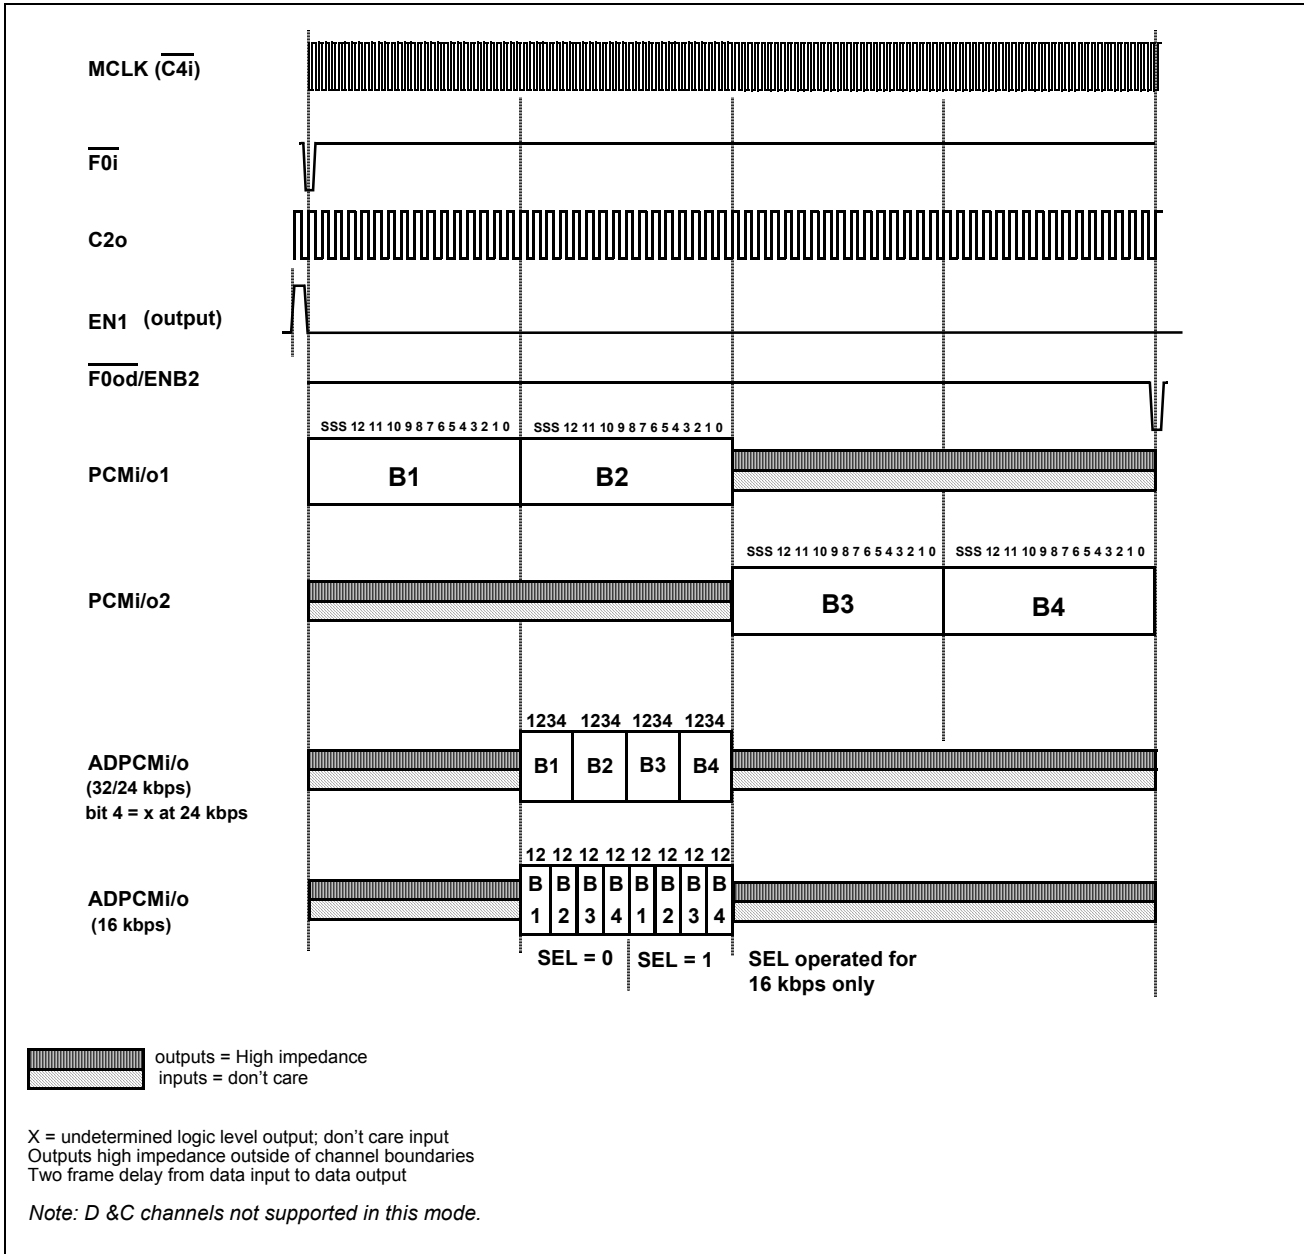 MCLK (C4i)
F0i
C2o
EN1 (output)
F0od/ENB2
SSS 12 11 10 9 8 7 6 5 4 3 2 1 0 SSS 12 11 10 9 8 7 6 5 4 3 2 1 0
PCMi/o1 B1 B2
SSS 12 11 10 9 8 7 6 5 4 3 2 1 0 SSS 12 11 10 9 8 7 6 5 4 3 2 1 0
PCMi/o2 B3 B4
1234 1234 1234 1234
ADPCMi/o B1 B2 B3 B4
(32/24 kbps)
bit 4 = x at 24 kbps
12 12 12 12 12 12 12 12
B B B B B B B B
ADPCMi/o
1 2 3 4 1 2 3 4
(16 kbps)
SEL = 0 SEL = 1 SEL operated for
16 kbps only
outputs = High impedance
inputs = don't care
X = undetermined logic level output; don't care input
Outputs high impedance outside of channel boundaries
Two frame delay from data input to data output
Note: D &C channels not supported in this mode.